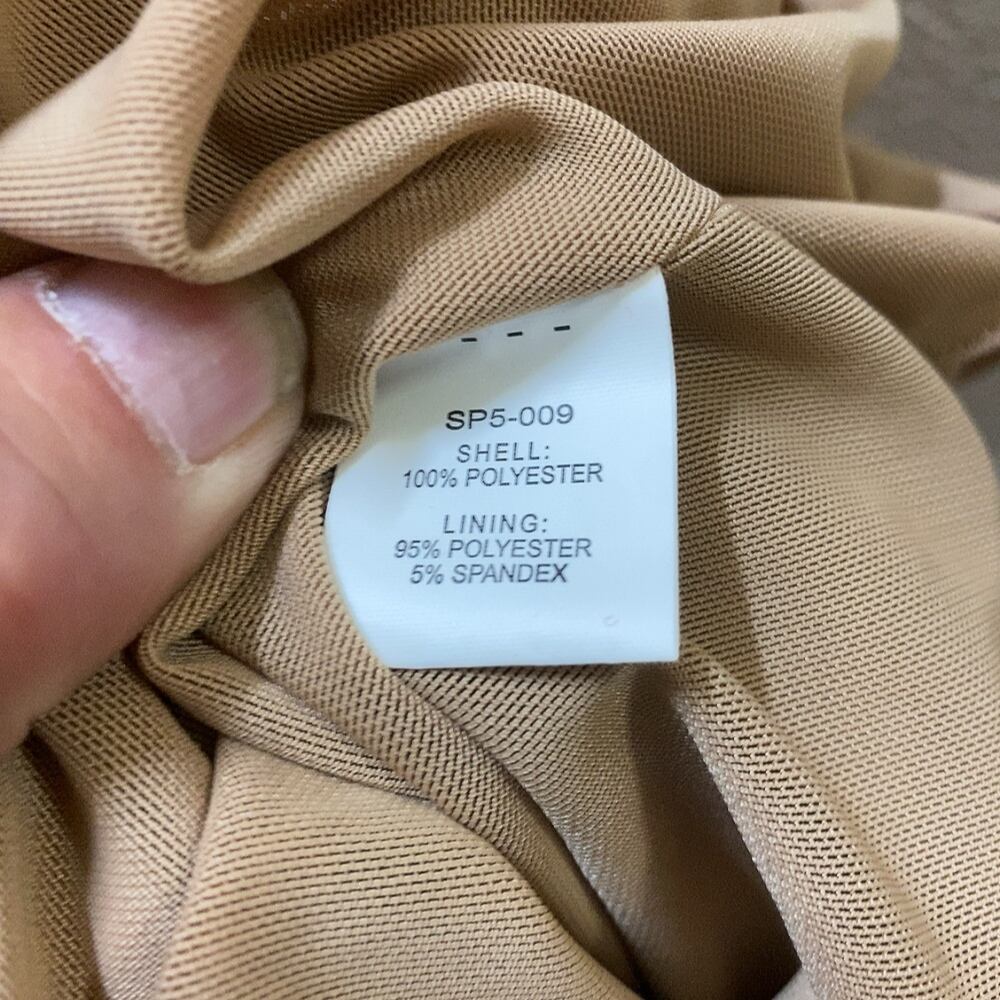 SP5-009
SHELL:
100% POLYESTER
LINING:
95% POLYESTER
5% SPANDEX